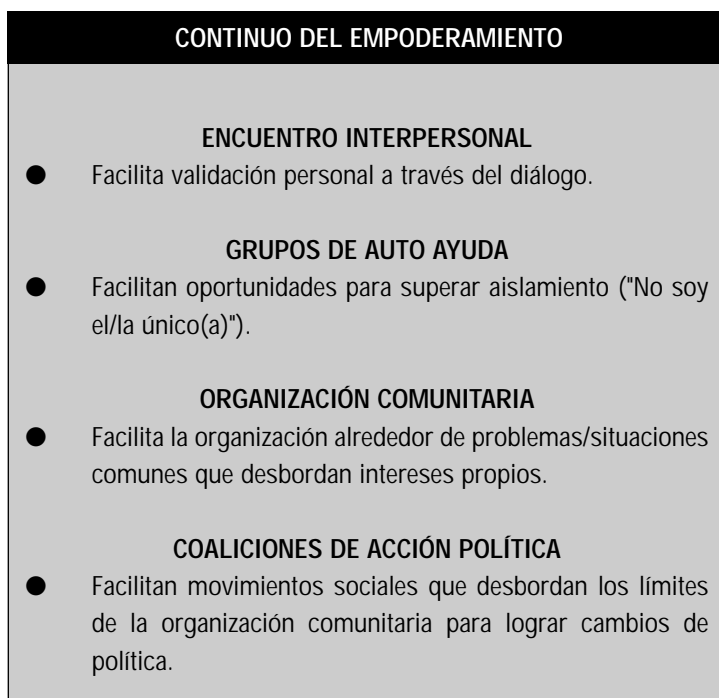 CONTINUO DEL EMPODERAMIENTO
ENCUENTRO INTERPERSONAL
● Facilita validación personal a través del diálogo.
GRUPOS DE AUTO AYUDA
● Facilitan oportunidades para superar aislamiento ("No soy
el/la único(a)").
ORGANIZACIÓN COMUNITARIA
● Facilita la organización alrededor de problemas/situaciones
comunes que desbordan intereses propios.
COALICIONES DE ACCIÓN POLÍTICA
● Facilitan movimientos sociales que desbordan los límites
de la organización comunitaria para lograr cambios de
política.